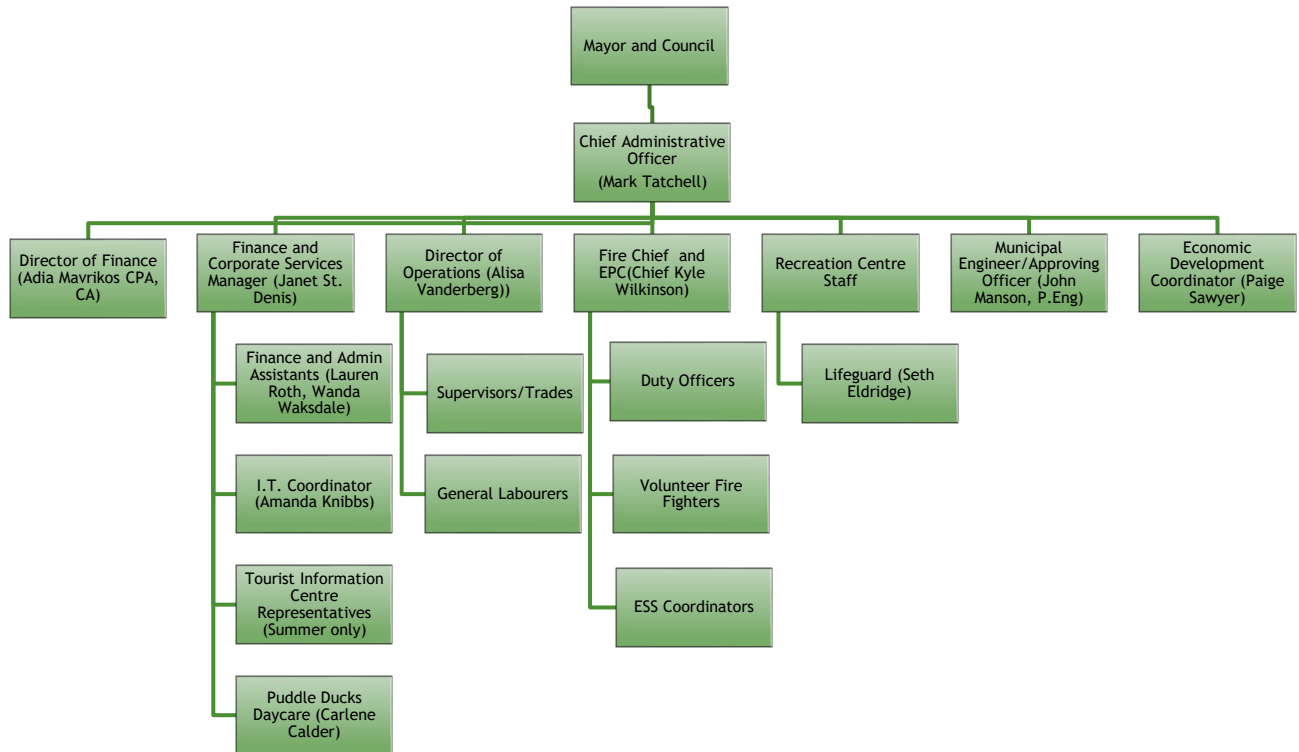 Mayor and Council
Chief Administrative
Officer
(Mark Tatchell)
Director of Finance
(Adia Mavrikos CPA,
CA)
Finance and
Corporate Services
Manager (Janet St.
Denis)
Director of
Operations (Alisa
Vanderberg))
Fire Chief and
EPC(Chief Kyle
Wilkinson)
Recreation Centre
Staff
Municipal
Engineer/Approving
Officer (John
Manson, P.Eng)
Economic
Development
Coordinator (Paige
Sawyer)
Finance and Admin
Assistants (Lauren
Roth, Wanda
Waksdale)
I.T. Coordinator
(Amanda Knibbs)
Tourist Information
Centre
Representatives
(Summer only)
Puddle Ducks
Daycare (Carlene
Calder)
Supervisors/Trades
General Labourers
Duty Officers
Volunteer Fire
Fighters
ESS Coordinators
Lifeguard (Seth
Eldridge)